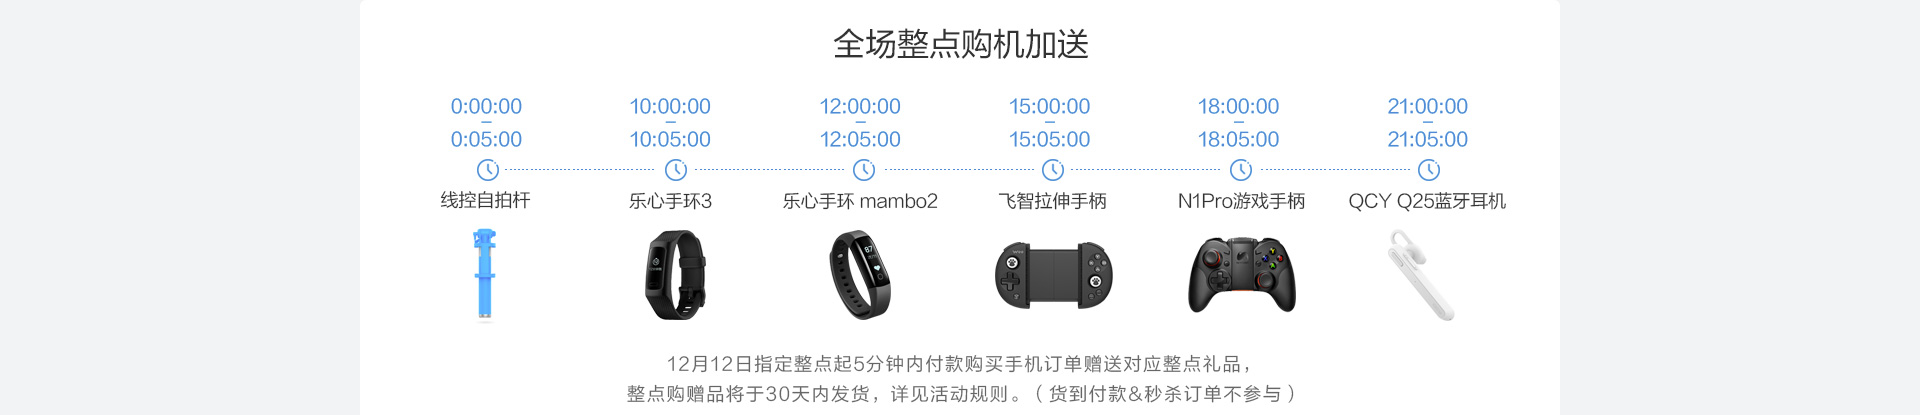 全场整点购机加送
0:00:00 10:00:00 12:00:00 15:00:00 18:00:00 21:00:00
– – – – – –
0:05:00 10:05:00 12:05:00 15:05:00 18:05:00 21:05:00
线控自拍杆 乐心手环3 乐心手环 mambo2 飞智拉伸手柄 N1Pro游戏手柄 QCY Q25蓝牙耳机
87
12月12日指定整点起5分钟内付款购买手机订单赠送对应整点礼品，
整点购赠品将于30天内发货，详见活动规则。（ 货到付款&秒杀订单不参与 ）